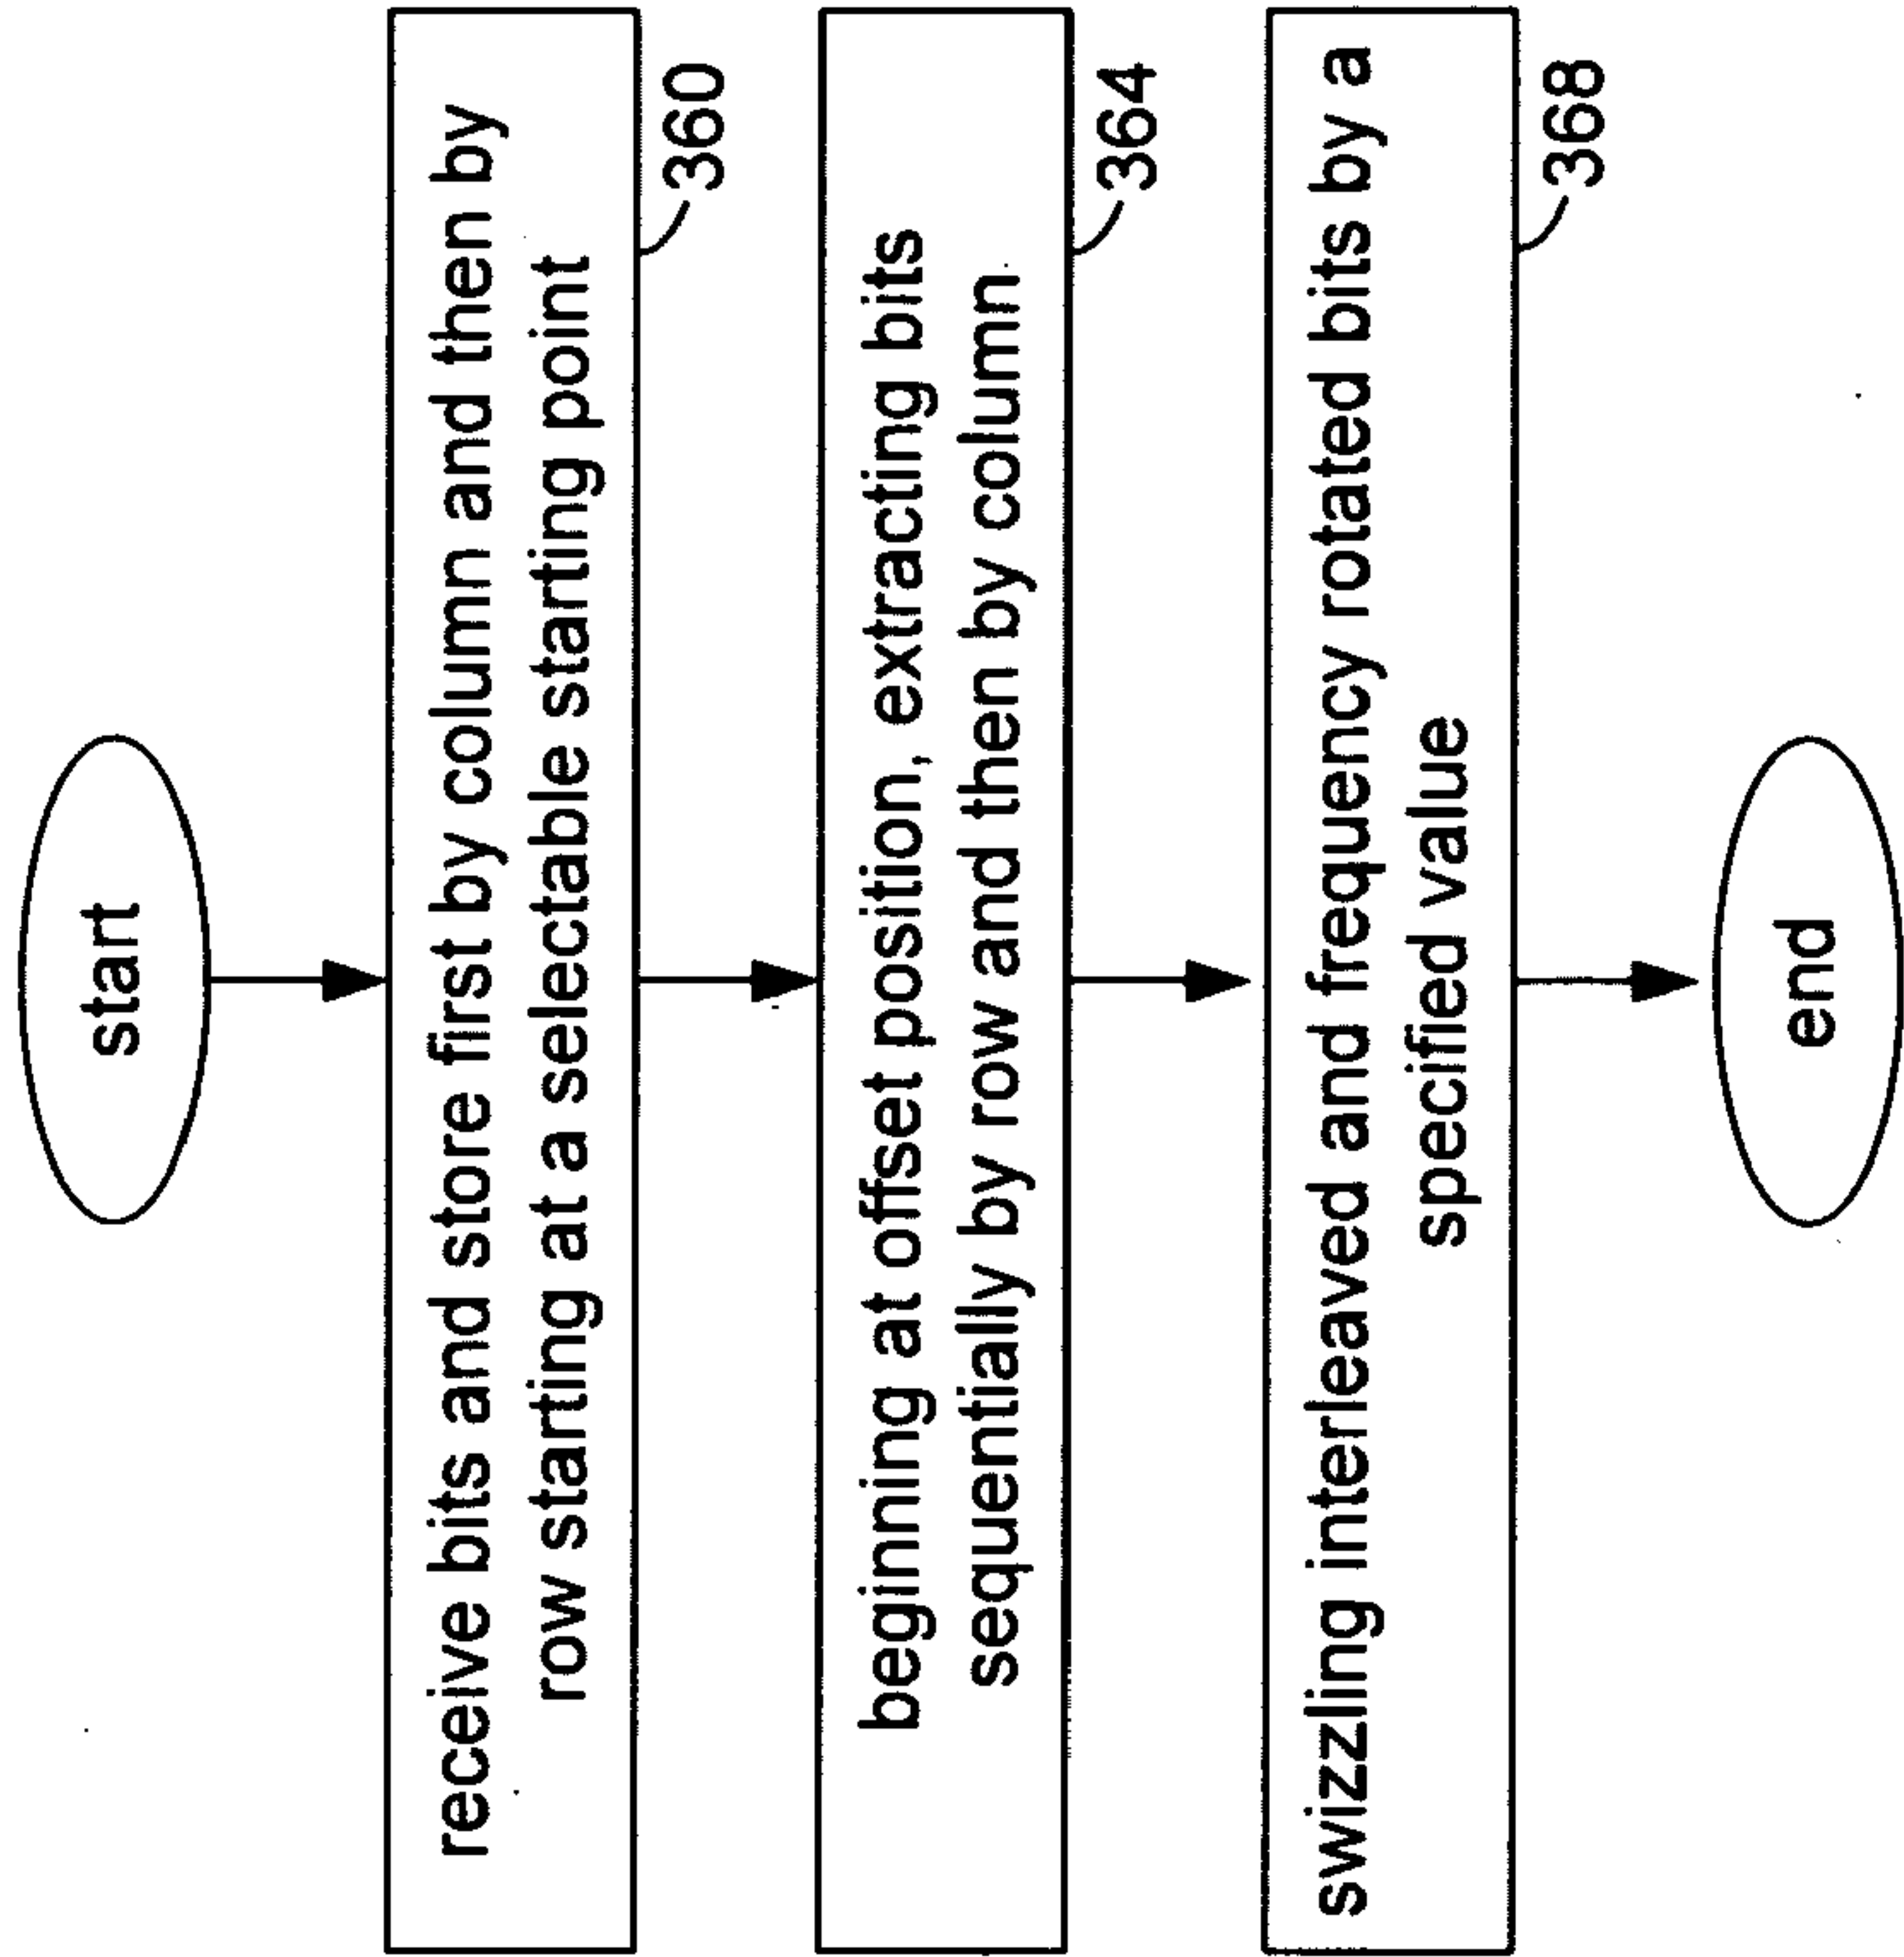 start
receive bits and store first by column and then by
row starting at a selectable starting point
360
beginning at offset position, extracting bits
sequentially by row and then by column
364
swizzling interleaved and frequency rotated bits by a
specified value
368
end